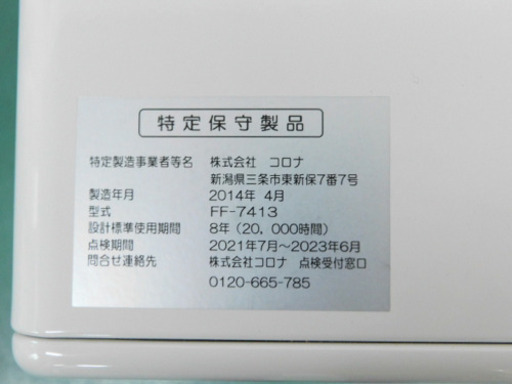 特定保守製品
特定製造事業者等名 株式会社 コロナ
新潟県三条市東新保7番7号
製造年月 2014年 4月
型式 FF-7413
設計標準使用期間 8年(20,000時間)
点検期間 2021年7月～2023年6月
問合せ連絡先 株式会社コロナ 点検受付窓口
0120-665-785